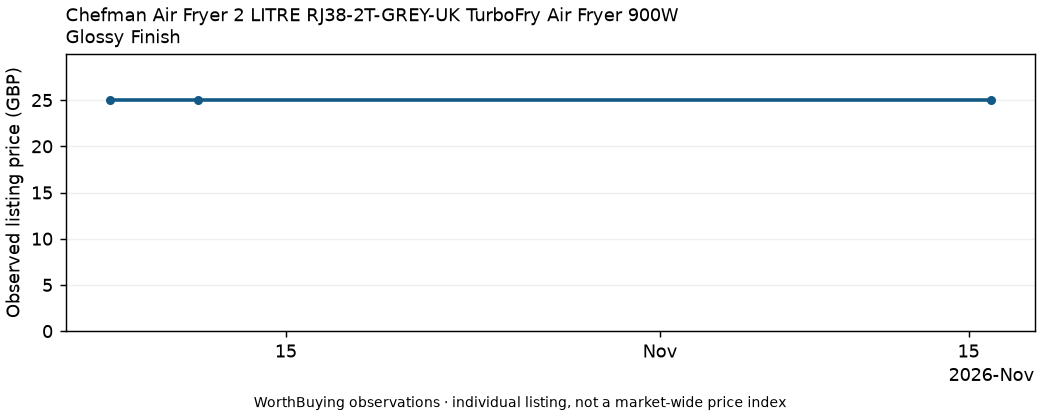 Chefman Air Fryer 2 LITRE RJ38-2T-GREY-UK TurboFry Air Fryer 900W
Glossy Finish
Observed listing price (GBP)
25
20
15
10
5
0
15
Nov
15
2026-Nov
WorthBuying observations · individual listing, not a market-wide price index